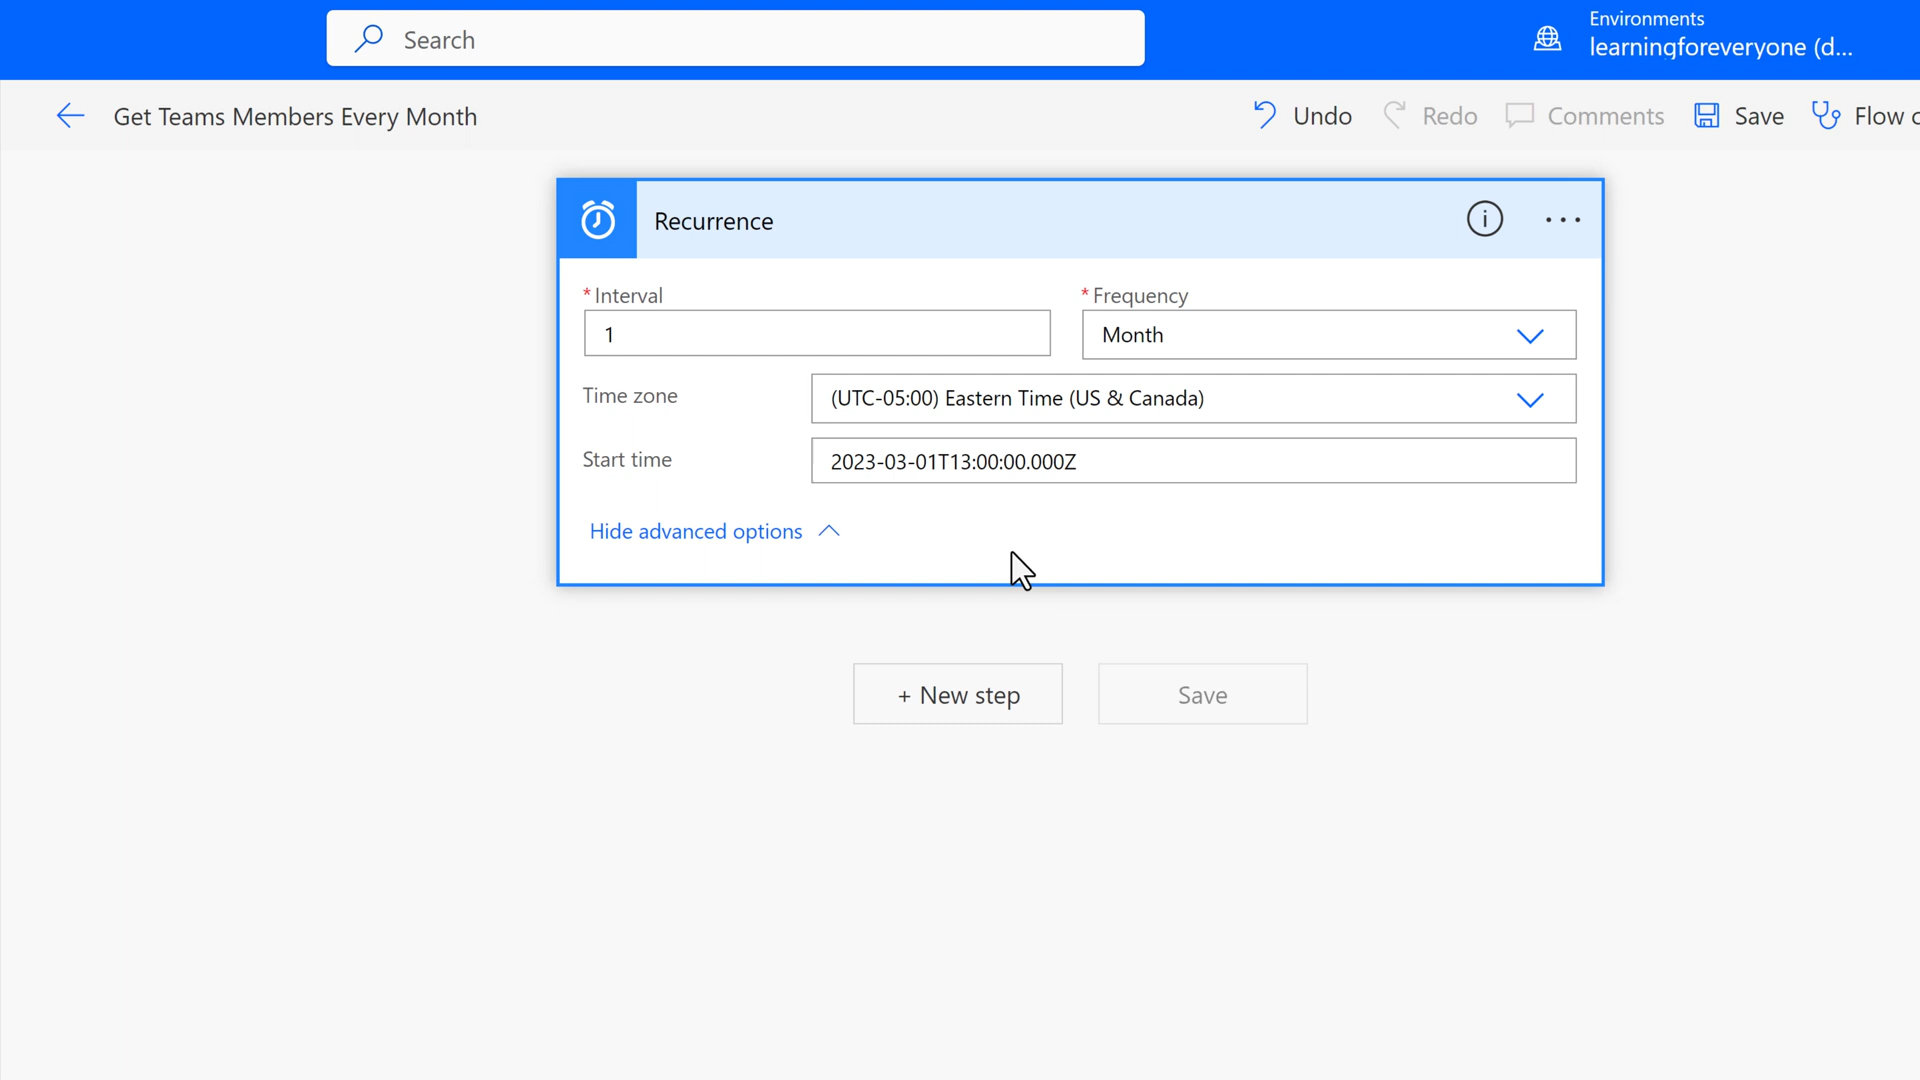 Search
Environments
learningforeveryone (d...
Get Teams Members Every Month
Undo
Redo
Comments
Save
Flow c
Recurrence
* Interval
* Frequency
1
Month
Time zone
(UTC-05:00) Eastern Time (US & Canada)
Start time
2023-03-01T13:00:00.000Z
Hide advanced options
+ New step
Save